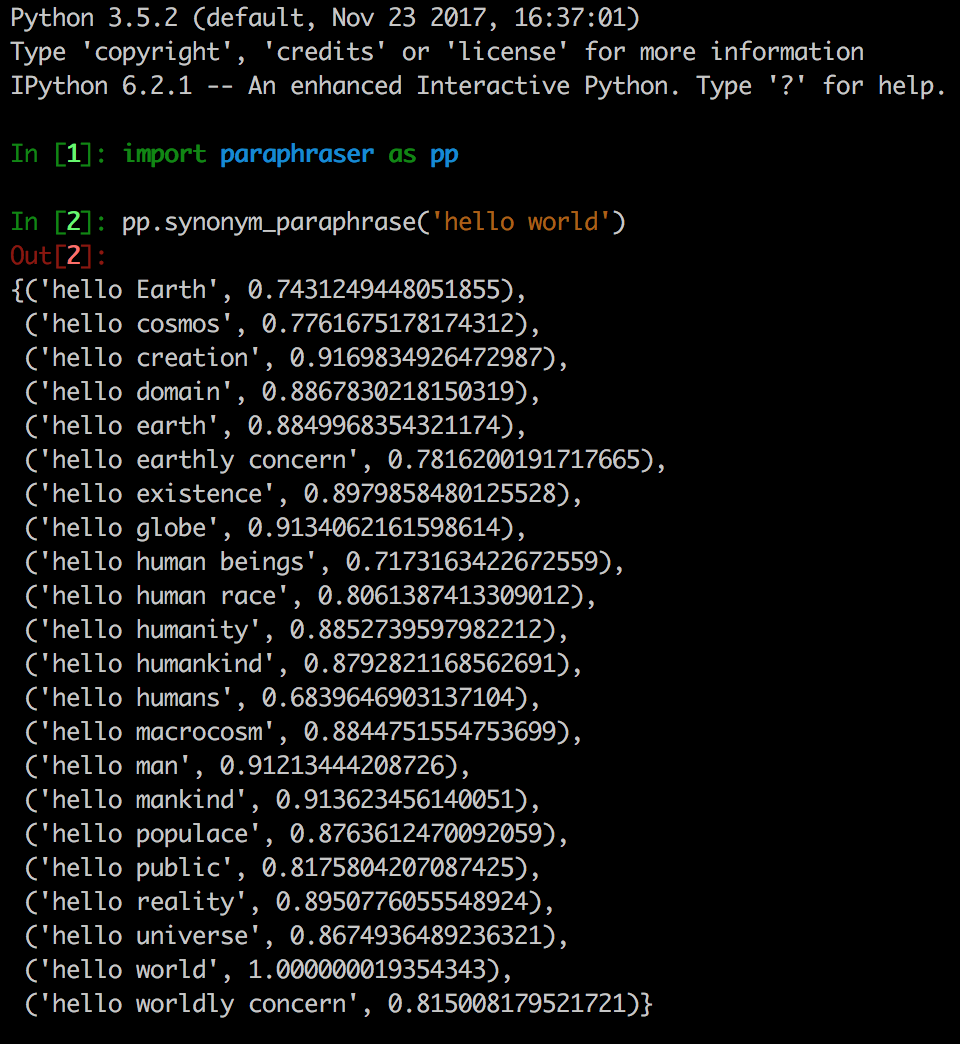 Python 3.5.2 (default, Nov 23 2017, 16:37:01)
Type 'copyright', 'credits' or 'license' for more information
IPython 6.2.1 -- An enhanced Interactive Python. Type '?' for help.
In [1]: import paraphraser as pp
In [2]: pp.synonym_paraphrase('hello world')
Out[2]:
{('hello Earth', 0.7431249448051855),
('hello cosmos', 0.7761675178174312),
('hello creation', 0.9169834926472987),
('hello domain', 0.8867830218150319),
('hello earth', 0.8849968354321174),
('hello earthly concern', 0.7816200191717665),
('hello existence', 0.8979858480125528),
('hello globe', 0.9134062161598614),
('hello human beings', 0.7173163422672559),
('hello human race', 0.8061387413309012),
('hello humanity', 0.8852739597982212),
('hello humankind', 0.8792821168562691),
('hello humans', 0.6839646903137104),
('hello macrocosm', 0.8844751554753699),
('hello man', 0.91213444208726),
('hello mankind', 0.913623456140051),
('hello populace', 0.8763612470092059),
('hello public', 0.8175804207087425),
('hello reality', 0.8950776055548924),
('hello universe', 0.8674936489236321),
('hello world', 1.000000019354343),
('hello worldly concern', 0.815008179521721)}